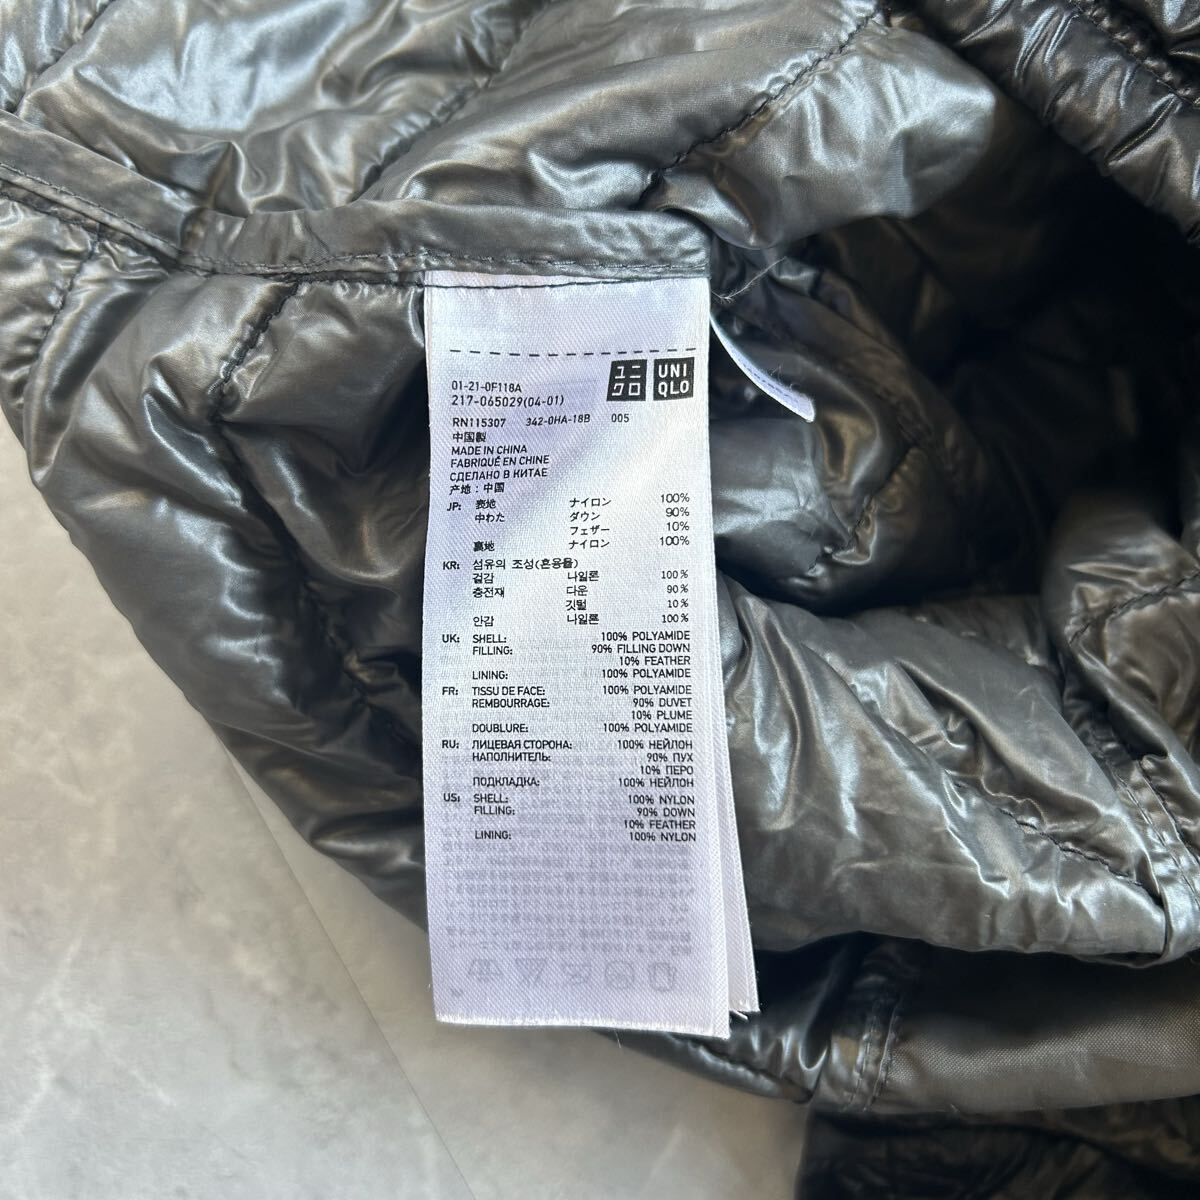 ユニ
クロ
UNI
QLO
01-21-0F118A
217-065029(04-01)
RN115307 342-0HA-18B 005
中国製
MADE IN CHINA
FABRIQUÉ EN CHINE
СДЕЛАНО В КИТАЕ
产地：中国
JP: 表地 ナイロン 100%
中わた ダウン 90%
フェザー 10%
裏地 ナイロン 100%
KR: 섬유의 조성(혼용율)
겉감 나일론 100%
충전재 다운 90%
깃털 10%
안감 나일론 100%
UK: SHELL: 100% POLYAMIDE
FILLING: 90% FILLING DOWN
10% FEATHER
LINING: 100% POLYAMIDE
FR: TISSU DE FACE: 100% POLYAMIDE
REMBOURRAGE: 90% DUVET
10% PLUME
DOUBLURE: 100% POLYAMIDE
RU: ЛИЦЕВАЯ СТОРОНА: 100% НЕЙЛОН
НАПОЛНИТЕЛЬ: 90% ПУХ
10% ПЕРО
ПОДКЛАДКА: 100% НЕЙЛОН
US: SHELL: 100% NYLON
FILLING: 90% DOWN
10% FEATHER
LINING: 100% NYLON